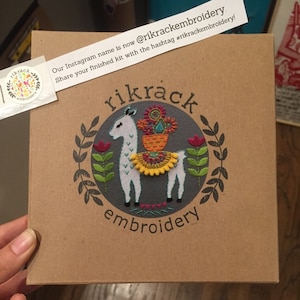 Our Instagram name is now @rikrackembroidery
Share your finished kit with the hashtag #rikrackembroidery!
rikrack
embroidery